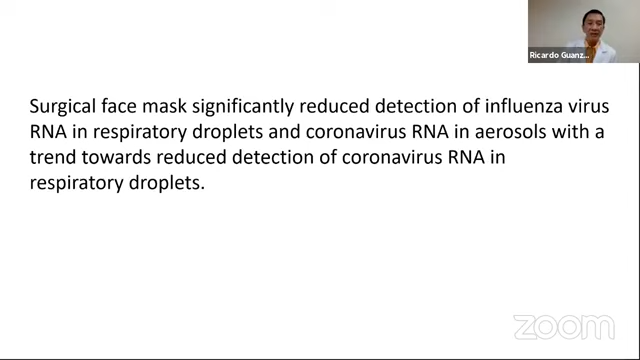 Ricardo Guanz...
Surgical face mask significantly reduced detection of influenza virus
RNA in respiratory droplets and coronavirus RNA in aerosols with a
trend towards reduced detection of coronavirus RNA in
respiratory droplets.
zoom